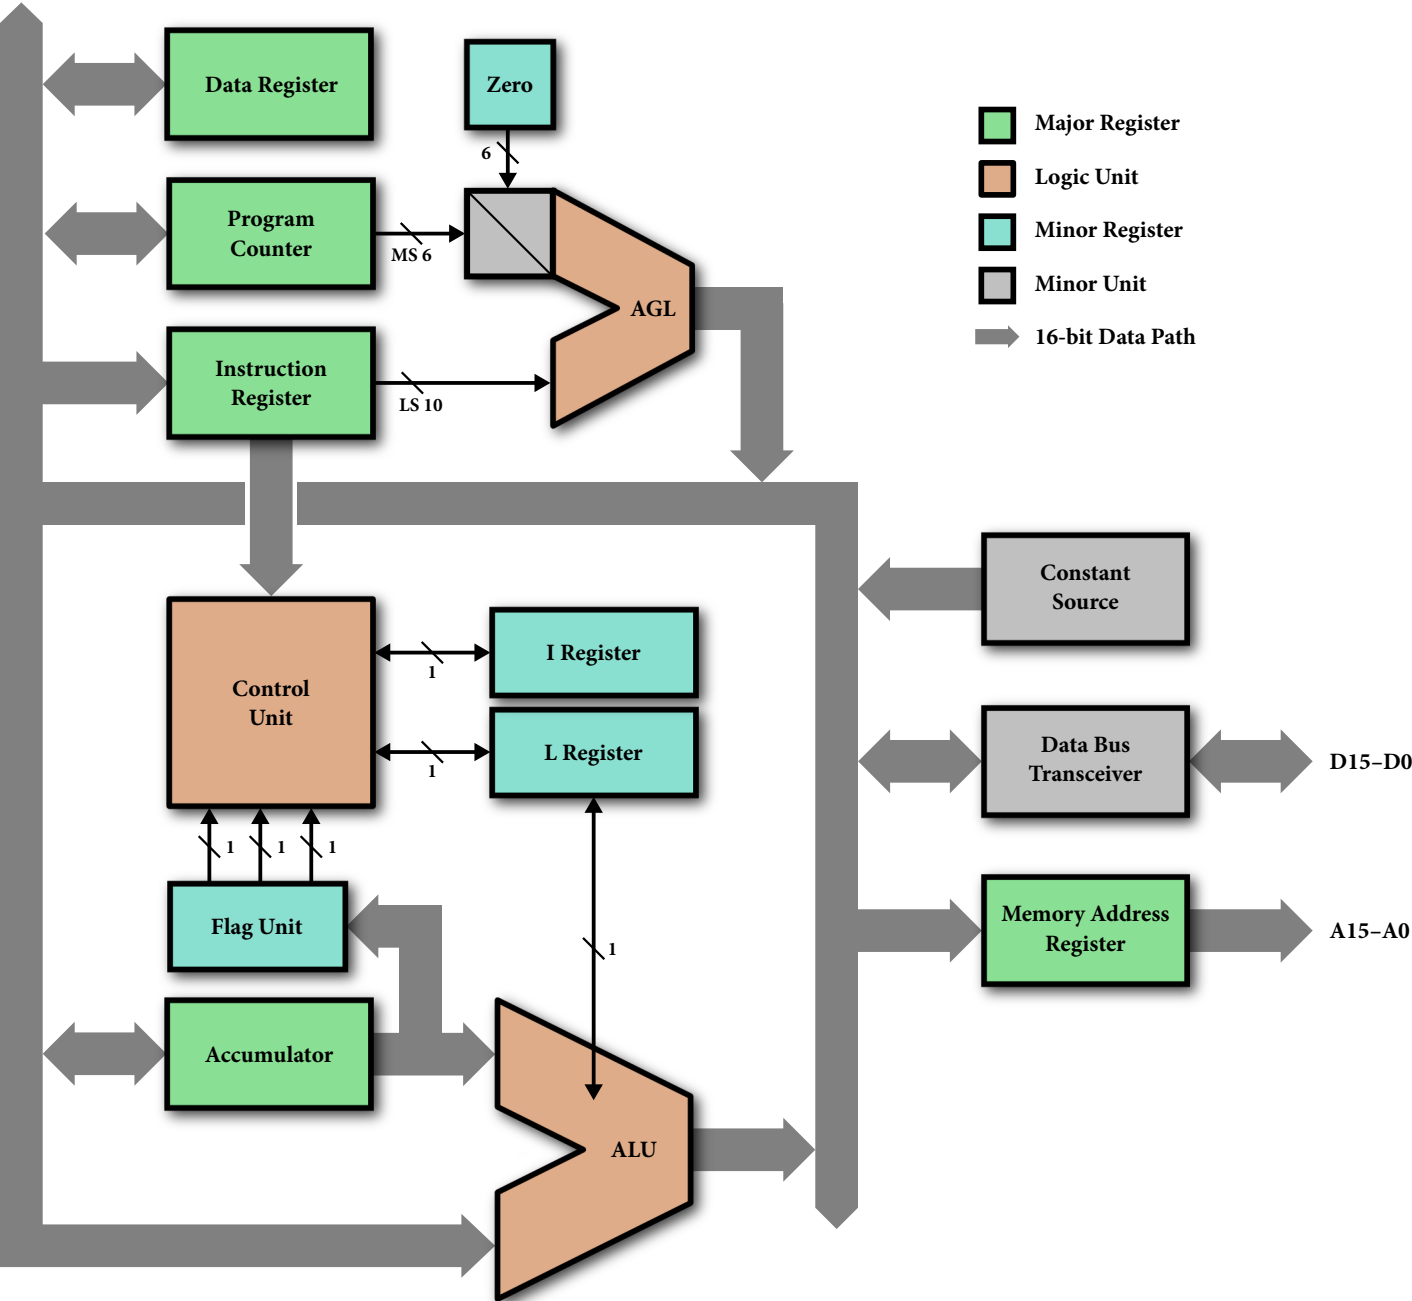 Data Register
Zero
6
Program
Counter
MS 6
AGL
Instruction
Register
LS 10
Major Register
Logic Unit
Minor Register
Minor Unit
16-bit Data Path
Control
Unit
1
I Register
1
L Register
1
1
1
Flag Unit
1
Accumulator
ALU
Constant
Source
Data Bus
Transceiver
D15–D0
Memory Address
Register
A15–A0